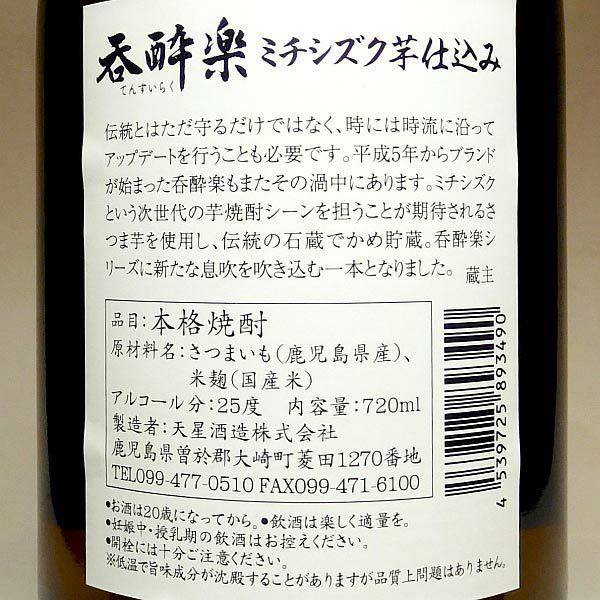 呑酔楽 ミチシズク芋仕込み
てんすいらく
伝統とはただ守るだけではなく、時には時流に沿って
アップデートを行うことも必要です。平成5年からブランド
が始まった呑酔楽もまたその渦中にあります。ミチシズク
という次世代の芋焼酎シーンを担うことが期待されるさ
つま芋を使用し、伝統の石蔵でかめ貯蔵。呑酔楽シ
リーズに新たな息吹を吹き込む一本となりました。 蔵主
品目：本格焼酎
原材料名：さつまいも（鹿児島県産）、
米麹（国産米）
アルコール分：25度 内容量：720ml
製造者：天星酒造株式会社
鹿児島県曽於郡大崎町菱田1270番地
TEL099-477-0510 FAX099-471-6100
4 539725 893490
●お酒は20歳になってから。●飲酒は楽しく適量を。
●妊娠中・授乳期の飲酒はお控えください。
●開栓には十分ご注意ください。
※低温で旨味成分が沈殿することがありますが品質上問題はありません。